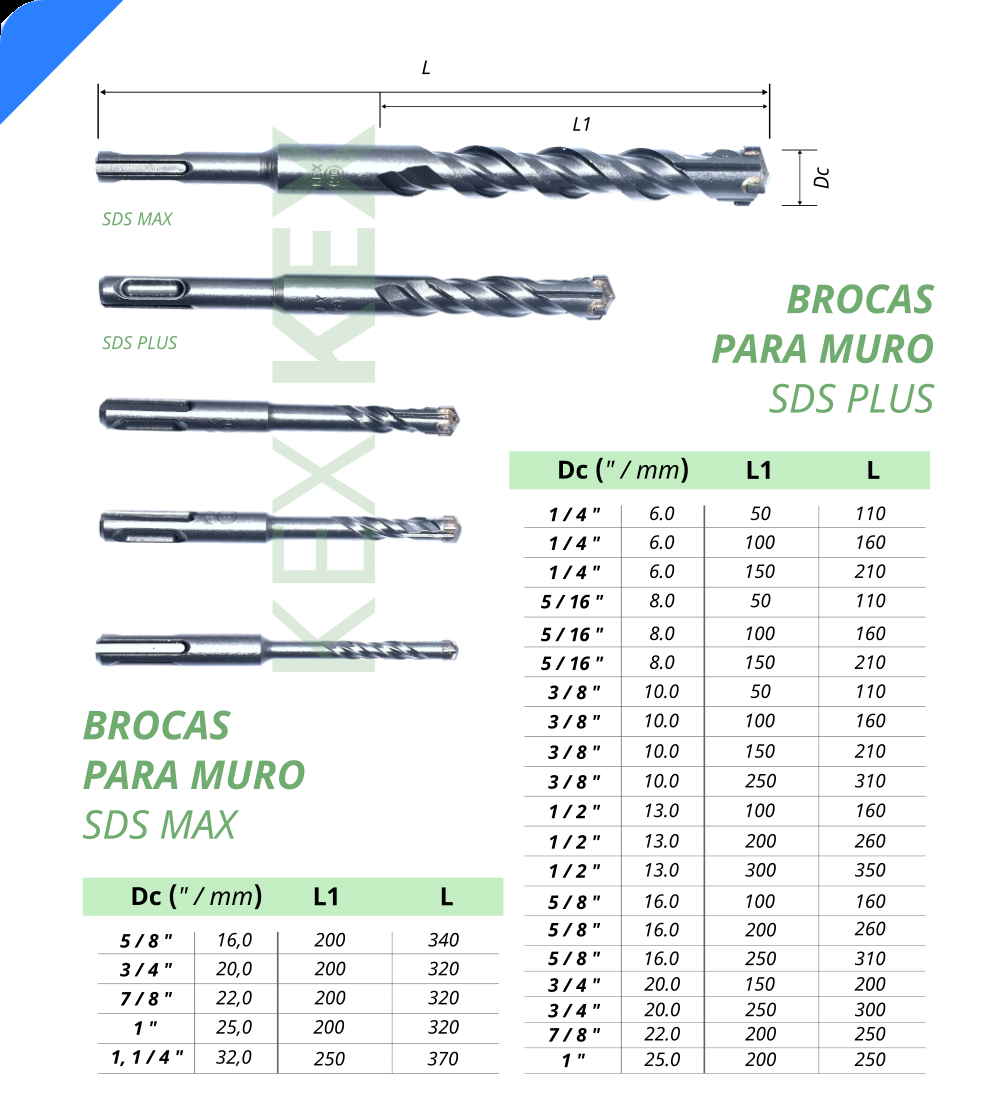 L
L1
Dc
SDS MAX
SDS PLUS
KEX KEX
BROCAS
PARA MURO
SDS PLUS
Dc (" / mm) L1 L
1 / 4 " 6.0 50 110
1 / 4 " 6.0 100 160
1 / 4 " 6.0 150 210
5 / 16 " 8.0 50 110
5 / 16 " 8.0 100 160
5 / 16 " 8.0 150 210
3 / 8 " 10.0 50 110
3 / 8 " 10.0 100 160
3 / 8 " 10.0 150 210
3 / 8 " 10.0 250 310
1 / 2 " 13.0 100 160
1 / 2 " 13.0 200 260
1 / 2 " 13.0 300 350
5 / 8 " 16.0 100 160
5 / 8 " 16.0 200 260
5 / 8 " 16.0 250 310
3 / 4 " 20.0 150 200
3 / 4 " 20.0 250 300
7 / 8 " 22.0 200 250
1 " 25.0 200 250
BROCAS
PARA MURO
SDS MAX
Dc (" / mm) L1 L
5 / 8 " 16,0 200 340
3 / 4 " 20,0 200 320
7 / 8 " 22,0 200 320
1 " 25,0 200 320
1, 1 / 4 " 32,0 250 370